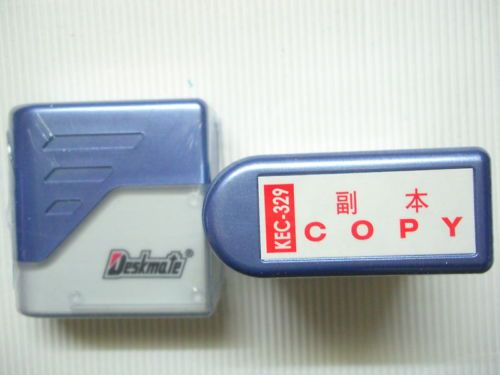 Deskmate®
KEC-329
副本
COPY